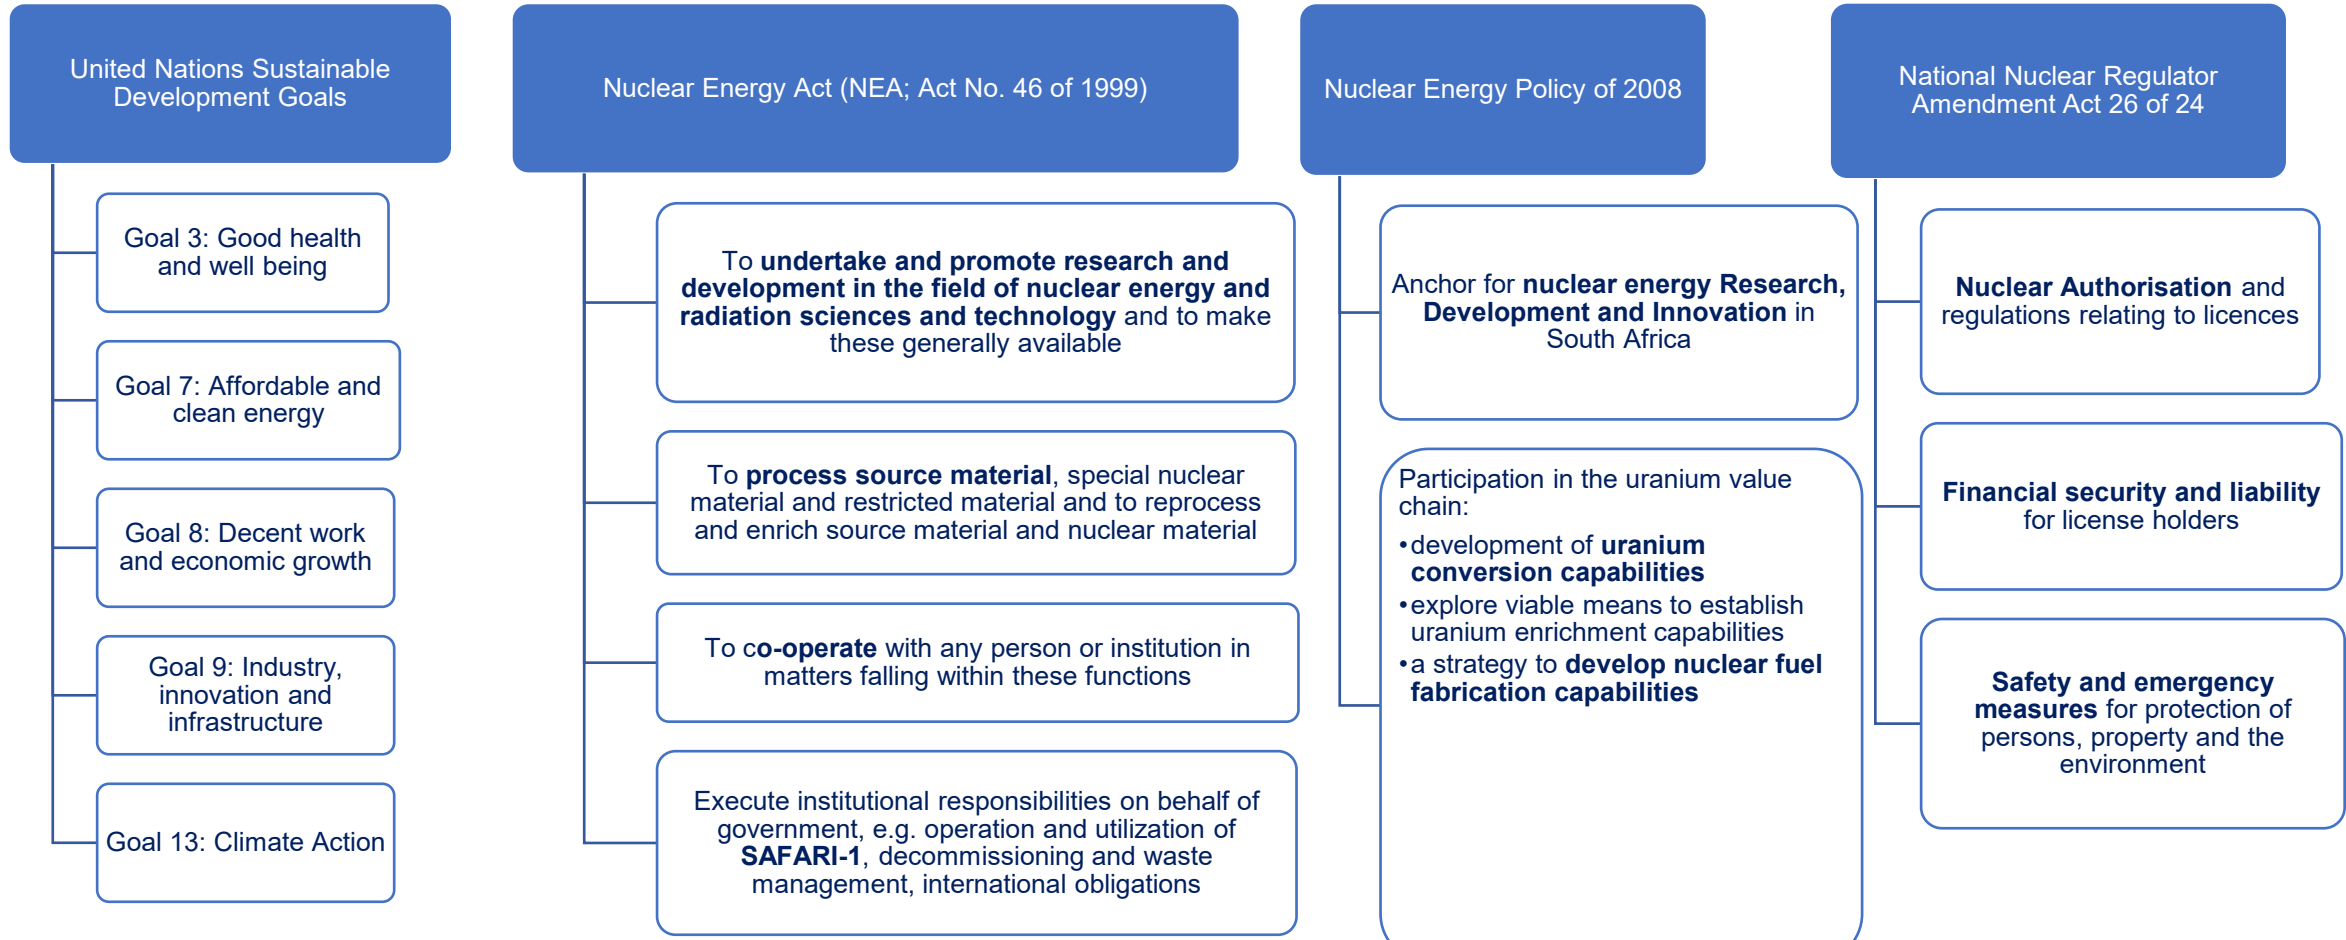 United Nations Sustainable
Development Goals
Goal 3: Good health
and well being
Goal 7: Affordable and
clean energy
Goal 8: Decent work
and economic growth
Goal 9: Industry,
innovation and
infrastructure
Goal 13: Climate Action
Nuclear Energy Act (NEA; Act No. 46 of 1999)
To undertake and promote research and
development in the field of nuclear energy and
radiation sciences and technology and to make
these generally available
To process source material, special nuclear
material and restricted material and to reprocess
and enrich source material and nuclear material
To co-operate with any person or institution in
matters falling within these functions
Execute institutional responsibilities on behalf of
government, e.g. operation and utilization of
SAFARI-1, decommissioning and waste
management, international obligations
Nuclear Energy Policy of 2008
Anchor for nuclear energy Research,
Development and Innovation in
South Africa
Participation in the uranium value
chain:
•development of uranium
conversion capabilities
•explore viable means to establish
uranium enrichment capabilities
•a strategy to develop nuclear fuel
fabrication capabilities
National Nuclear Regulator
Amendment Act 26 of 24
Nuclear Authorisation and
regulations relating to licences
Financial security and liability
for license holders
Safety and emergency
measures for protection of
persons, property and the
environment